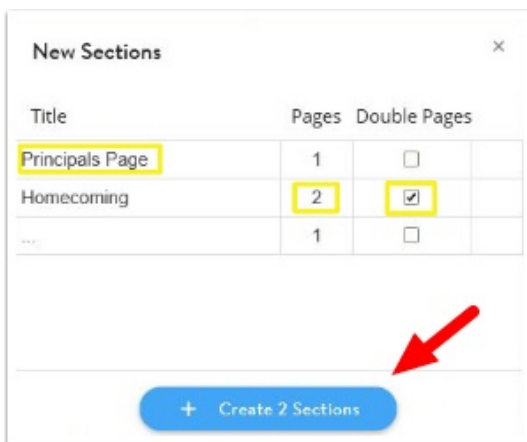 New Sections ×
Title Pages Double Pages
Principals Page 1
Homecoming 2
... 1
+ Create 2 Sections